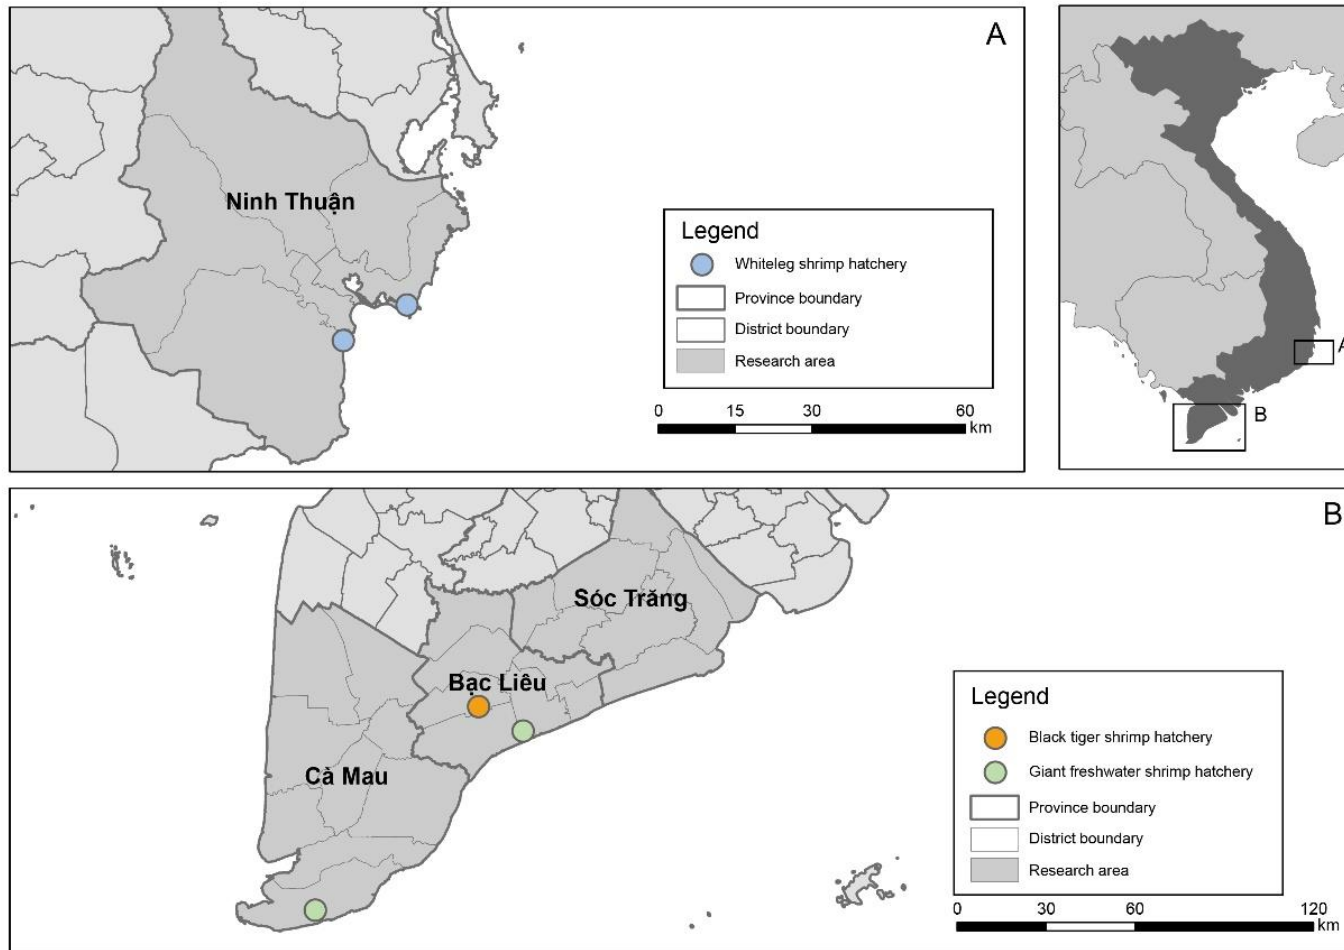 A
Ninh Thuận
Legend
Whiteleg shrimp hatchery
Province boundary
District boundary
Research area
0 15 30 60
km
A
B
B
Sóc Trăng
Bạc Liêu
Cà Mau
Legend
Black tiger shrimp hatchery
Giant freshwater shrimp hatchery
Province boundary
District boundary
Research area
0 30 60 120
km